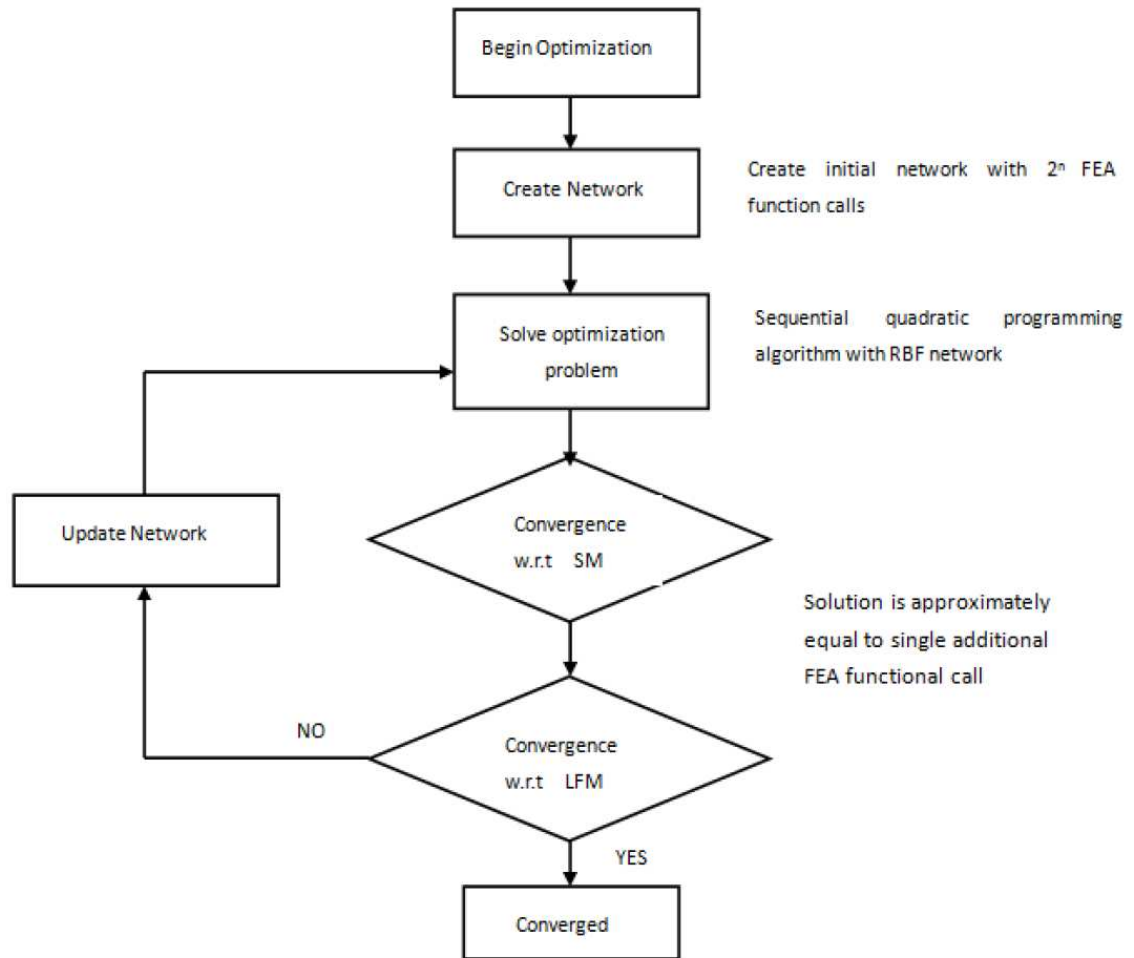 Begin Optimization
Create Network
Create initial network with 2ⁿ FEA
function calls
Solve optimization
problem
Sequential quadratic programming
algorithm with RBF network
Convergence
w.r.t SM
Update Network
Solution is approximately
equal to single additional
FEA functional call
NO
Convergence
w.r.t LFM
YES
Converged